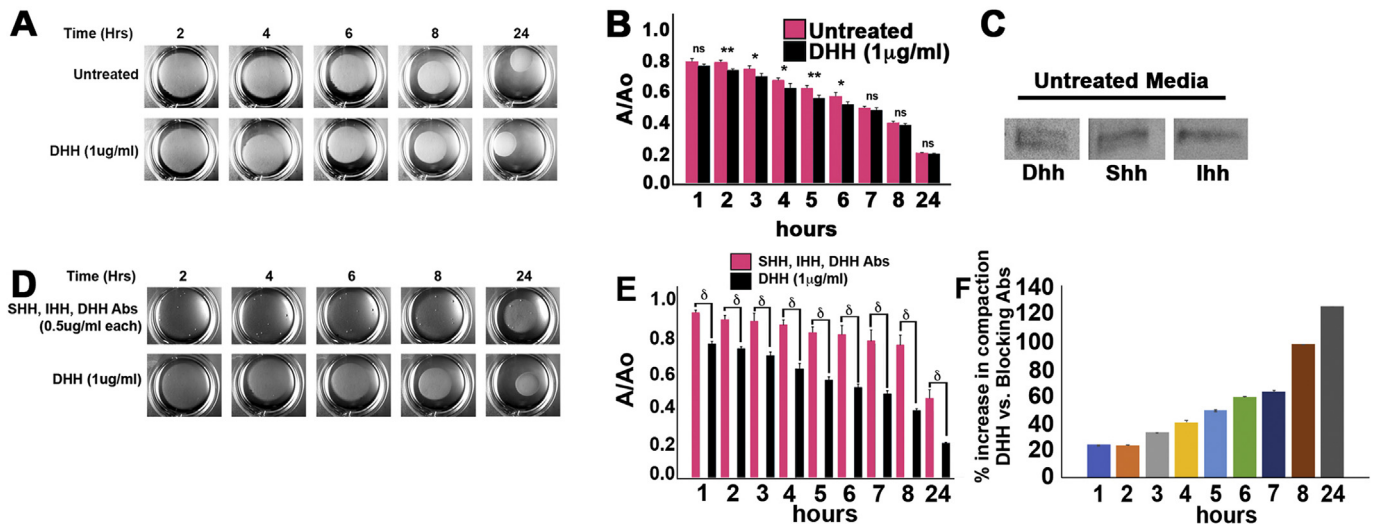 A
Time (Hrs) 2 4 6 8 24
Untreated
DHH (1ug/ml)
B
1.0
0.8
0.6
0.4
0.2
0.0
A/Ao
Untreated
DHH (1μg/ml)
ns ** * * ** * ns ns ns
1 2 3 4 5 6 7 8 24
hours
C
Untreated Media
Dhh Shh Ihh
D
Time (Hrs) 2 4 6 8 24
SHH, IHH, DHH Abs
(0.5ug/ml each)
DHH (1ug/ml)
E
SHH, IHH, DHH Abs
DHH (1μg/ml)
1.0
0.8
0.6
0.4
0.2
0.0
A/Ao
δ δ δ δ δ δ δ δ δ
1 2 3 4 5 6 7 8 24
hours
F
% increase in compaction
DHH vs. Blocking Abs
140
120
100
80
60
40
20
0
1 2 3 4 5 6 7 8 24
hours